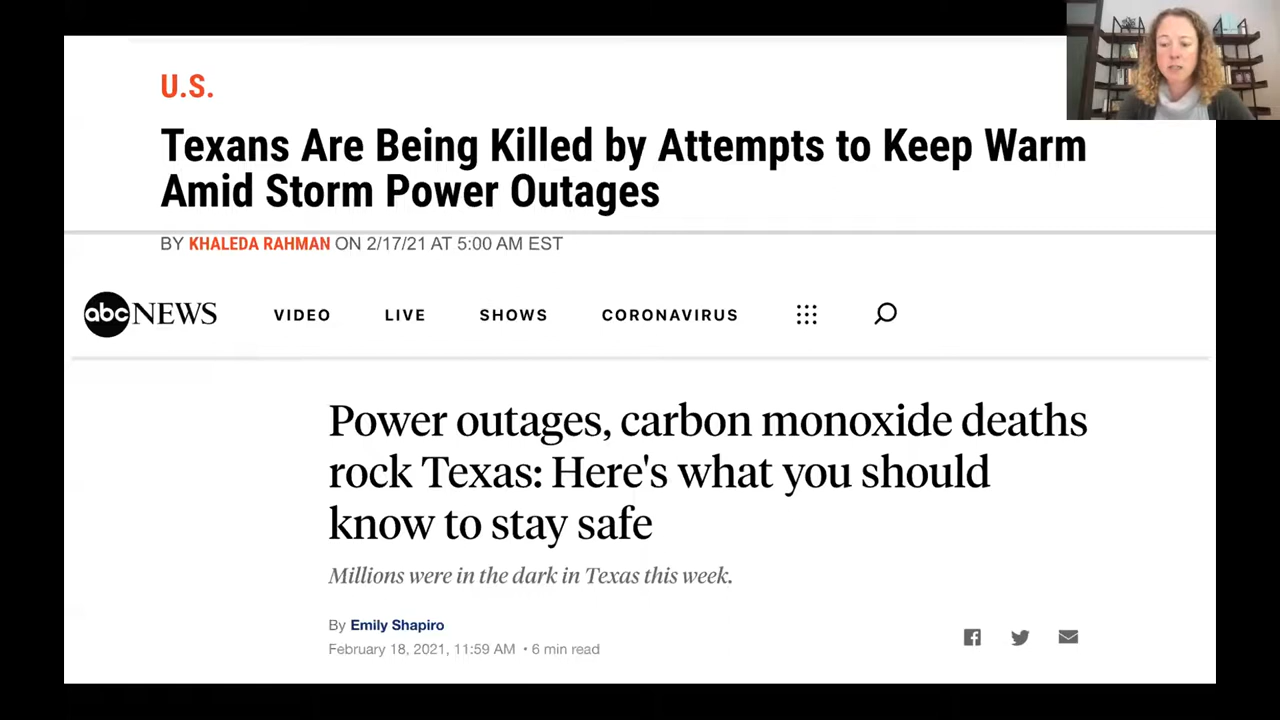 U.S.
Texans Are Being Killed by Attempts to Keep Warm
Amid Storm Power Outages
BY KHALEDA RAHMAN ON 2/17/21 AT 5:00 AM EST
abc NEWS VIDEO LIVE SHOWS CORONAVIRUS
Power outages, carbon monoxide deaths
rock Texas: Here's what you should
know to stay safe
Millions were in the dark in Texas this week.
By Emily Shapiro
February 18, 2021, 11:59 AM • 6 min read